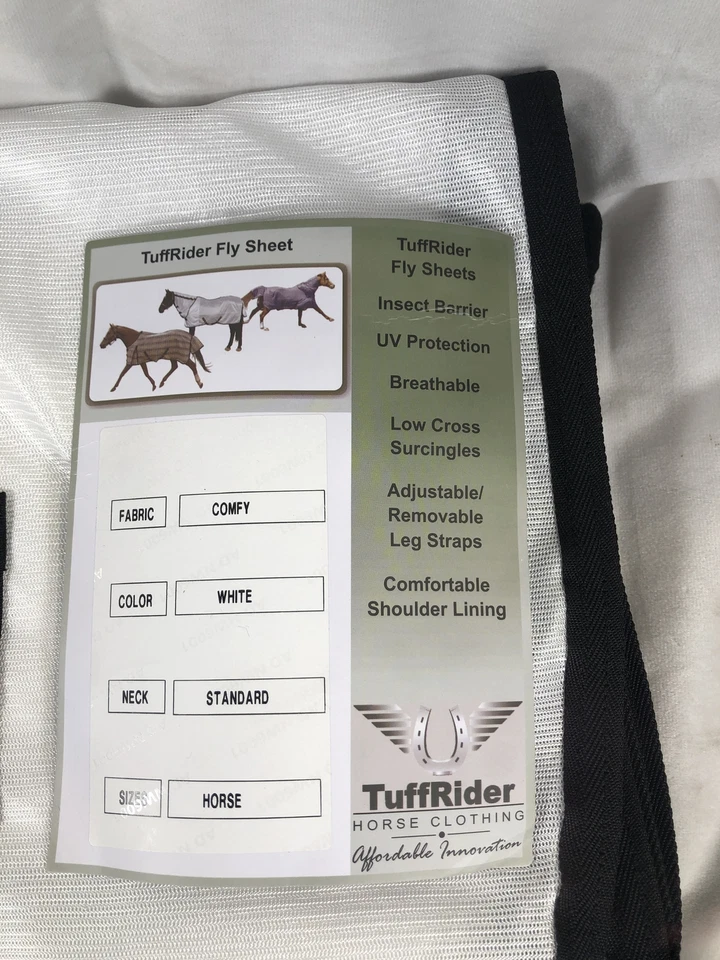 TuffRider Fly Sheet
FABRIC COMFY
COLOR WHITE
NECK STANDARD
SIZES HORSE
TuffRider
Fly Sheets
Insect Barrier
UV Protection
Breathable
Low Cross
Surcingles
Adjustable/
Removable
Leg Straps
Comfortable
Shoulder Lining
TuffRider
HORSE CLOTHING
Affordable Innovation